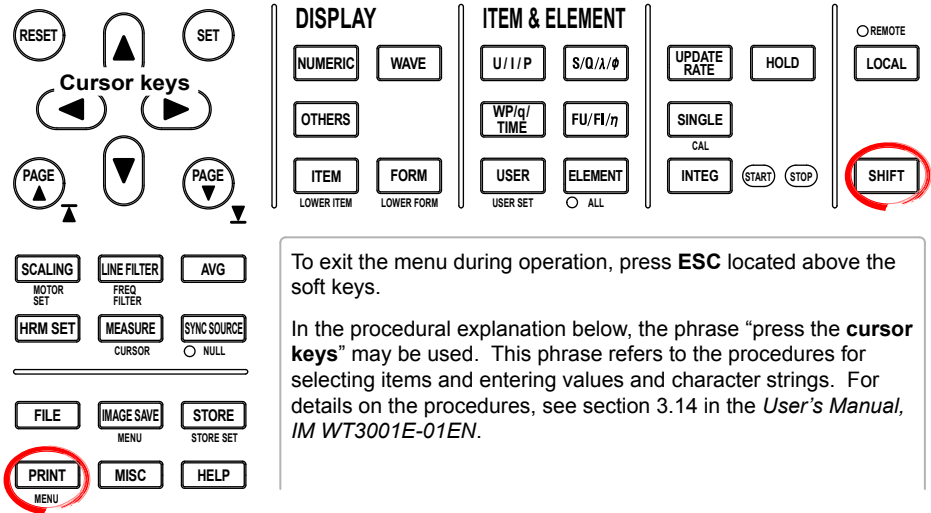 RESET
SET
Cursor keys
PAGE
PAGE
DISPLAY
NUMERIC
WAVE
OTHERS
ITEM
FORM
LOWER ITEM
LOWER FORM
ITEM & ELEMENT
U / I / P
S/Q/λ/ø
WP/q/
TIME
FU/FI/η
USER
ELEMENT
USER SET
ALL
UPDATE
RATE
HOLD
SINGLE
CAL
INTEG
START
STOP
REMOTE
LOCAL
SHIFT
SCALING
LINE FILTER
AVG
MOTOR
SET
FREQ
FILTER
HRM SET
MEASURE
SYNC SOURCE
CURSOR
NULL
FILE
IMAGE SAVE
STORE
MENU
STORE SET
PRINT
MISC
HELP
MENU
To exit the menu during operation, press ESC located above the
soft keys.
In the procedural explanation below, the phrase “press the cursor
keys” may be used. This phrase refers to the procedures for
selecting items and entering values and character strings. For
details on the procedures, see section 3.14 in the User’s Manual,
IM WT3001E-01EN.